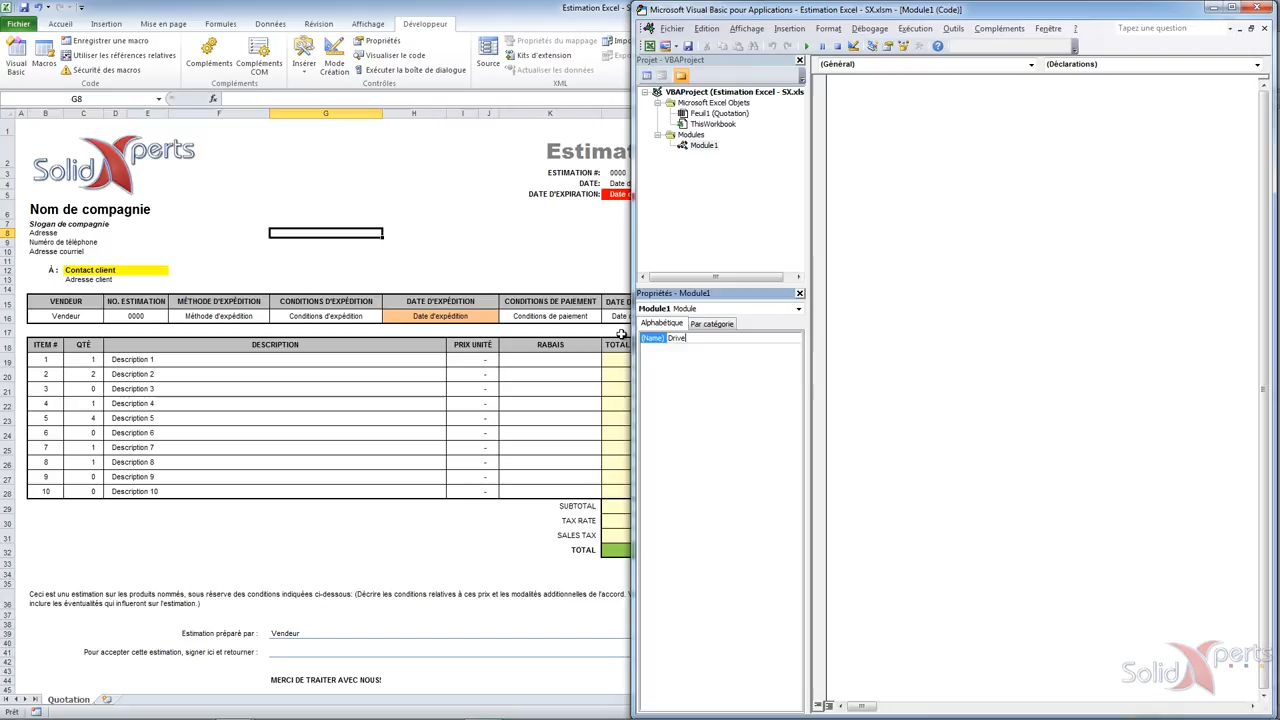 Estimation Excel - S
Fichier Accueil Insertion Mise en page Formules Données Révision Affichage Développeur
Visual Basic
Macros
Enregistrer une macro
Utiliser les références relatives
Sécurité des macros
Code
Compléments
Compléments COM
Compléments
Insérer
Mode Création
Propriétés
Visualiser le code
Exécuter la boîte de dialogue
Contrôles
Source
Propriétés du mappage
Kits d'extension
Actualiser les données
XML
Impo
Expo
G8
fx
B C D E F G H I J K
SolidXperts
Estimat
ESTIMATION #: 0000
DATE: Date d
DATE D'EXPIRATION: Date d
Nom de compagnie
Slogan de compagnie
Adresse
Numéro de téléphone
Adresse courriel
À : Contact client
Adresse client
VENDEUR NO. ESTIMATION MÉTHODE D'EXPÉDITION CONDITIONS D'EXPÉDITION DATE D'EXPÉDITION CONDITIONS DE PAIEMENT DATE D
Vendeur 0000 Méthode d'expédition Conditions d'expédition Date d'expédition Conditions de paiement Date d
ITEM # QTÉ DESCRIPTION PRIX UNITÉ RABAIS TOTAL
1 1 Description 1 -
2 2 Description 2 -
3 0 Description 3 -
4 1 Description 4 -
5 4 Description 5 -
6 0 Description 6 -
7 1 Description 7 -
8 1 Description 8 -
9 0 Description 9 -
10 0 Description 10 -
SUBTOTAL
TAX RATE
SALES TAX
TOTAL
Ceci est un estimation sur les produits nommés, sous réserve des conditions indiquées ci-dessous: (Décrire les conditions relatives à ces prix et les modalités additionnelles de l'accord. V
inclure les éventualités qui influeront sur l'estimation.)
Estimation préparé par : Vendeur
Pour accepter cette estimation, signer ici et retourner :
MERCI DE TRAITER AVEC NOUS!
Quotation
Prêt
Microsoft Visual Basic pour Applications - Estimation Excel - SX.xlsm - [Module1 (Code)]
Fichier Edition Affichage Insertion Format Débogage Exécution Outils Compléments Fenêtre ?
Tapez une question
Projet - VBAProject
VBAProject (Estimation Excel - SX.xls
Microsoft Excel Objets
Feuil1 (Quotation)
ThisWorkbook
Modules
Module1
(Général) (Déclarations)
Propriétés - Module1
Module1 Module
Alphabétique Par catégorie
(Name) Drive
SolidXperts